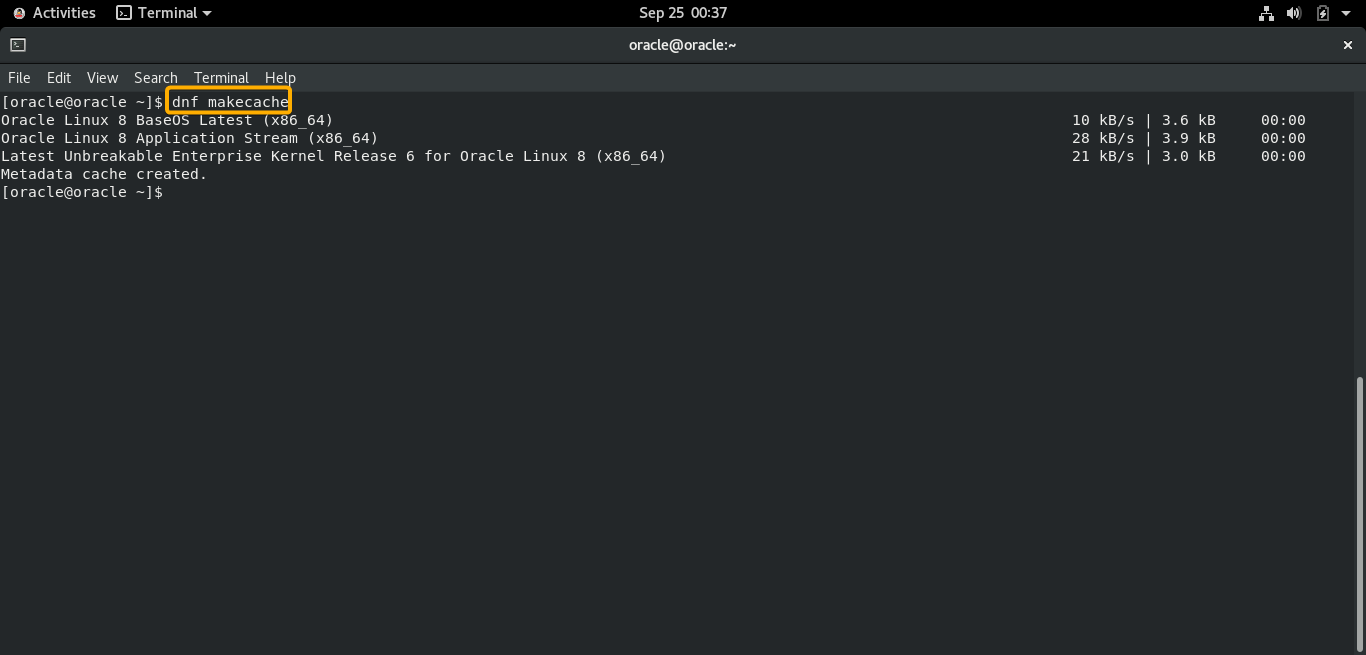 Activities Terminal Sep 25 00:37
oracle@oracle:~
File Edit View Search Terminal Help
[oracle@oracle ~]$ dnf makecache
Oracle Linux 8 BaseOS Latest (x86_64) 10 kB/s | 3.6 kB 00:00
Oracle Linux 8 Application Stream (x86_64) 28 kB/s | 3.9 kB 00:00
Latest Unbreakable Enterprise Kernel Release 6 for Oracle Linux 8 (x86_64) 21 kB/s | 3.0 kB 00:00
Metadata cache created.
[oracle@oracle ~]$